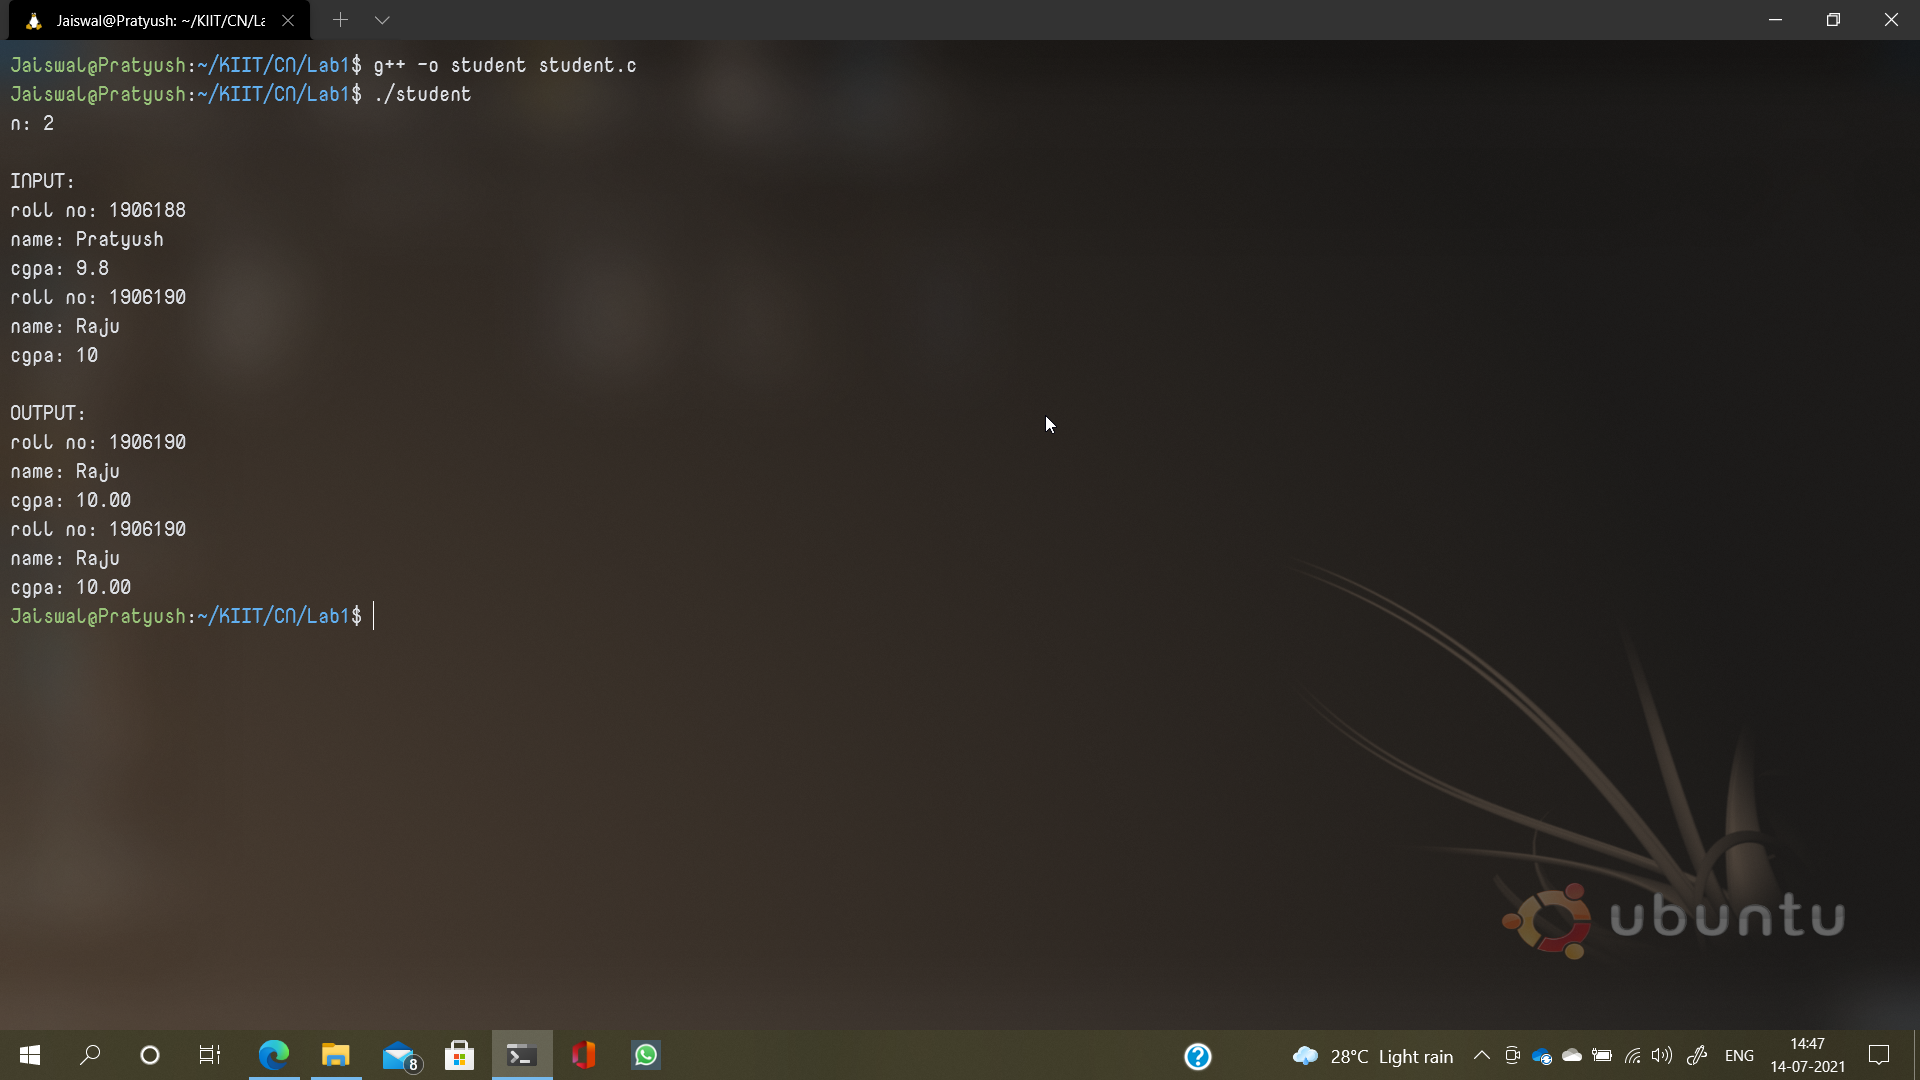 Jaiswal@Pratyush: ~/KIIT/CN/La
Jaiswal@Pratyush:~/KIIT/CN/Lab1$ g++ -o student student.c
Jaiswal@Pratyush:~/KIIT/CN/Lab1$ ./student
n: 2
INPUT:
roll no: 1906188
name: Pratyush
cgpa: 9.8
roll no: 1906190
name: Raju
cgpa: 10
OUTPUT:
roll no: 1906190
name: Raju
cgpa: 10.00
roll no: 1906190
name: Raju
cgpa: 10.00
Jaiswal@Pratyush:~/KIIT/CN/Lab1$
ubuntu
8
28°C Light rain
ENG
14:47
14-07-2021